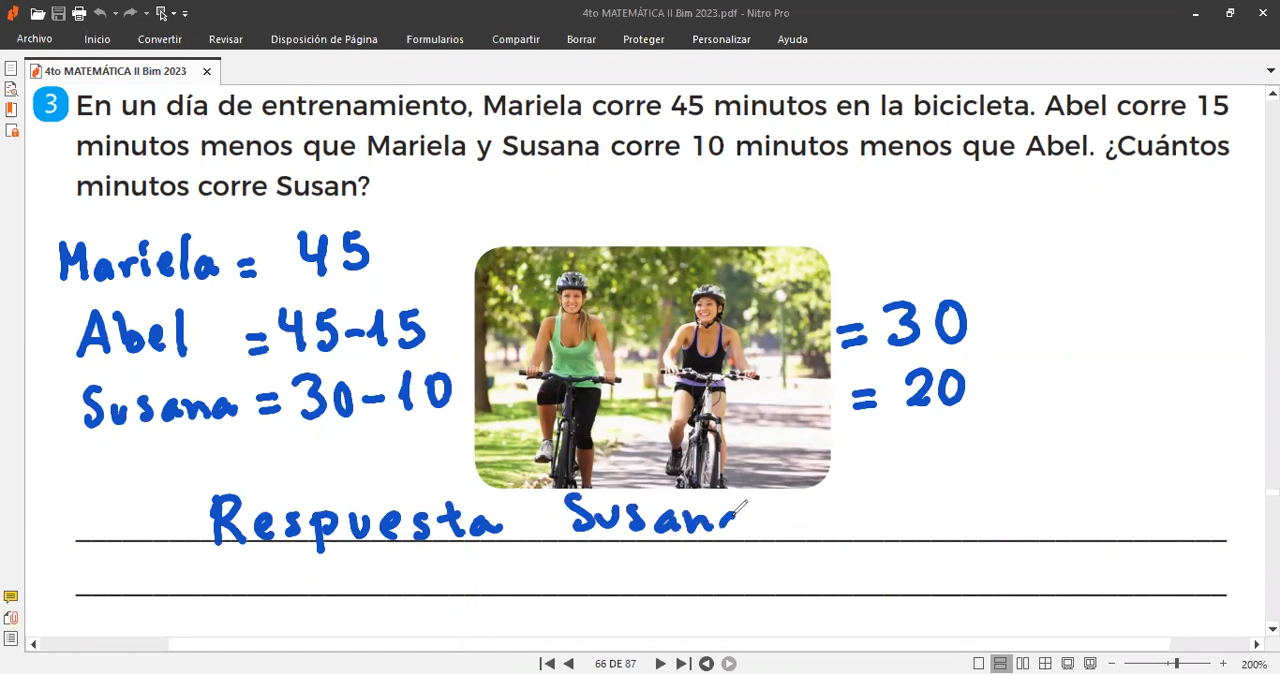 4to MATEMÁTICA II Bim 2023.pdf - Nitro Pro
Archivo Inicio Convertir Revisar Disposición de Página Formularios Compartir Borrar Proteger Personalizar Ayuda
4to MATEMÁTICA II Bim 2023
3 En un día de entrenamiento, Mariela corre 45 minutos en la bicicleta. Abel corre 15
minutos menos que Mariela y Susana corre 10 minutos menos que Abel. ¿Cuántos
minutos corre Susan?
Mariela = 45
Abel = 45-15 = 30
Susana = 30-10 = 20
Respuesta Susana
66 DE 87 200%